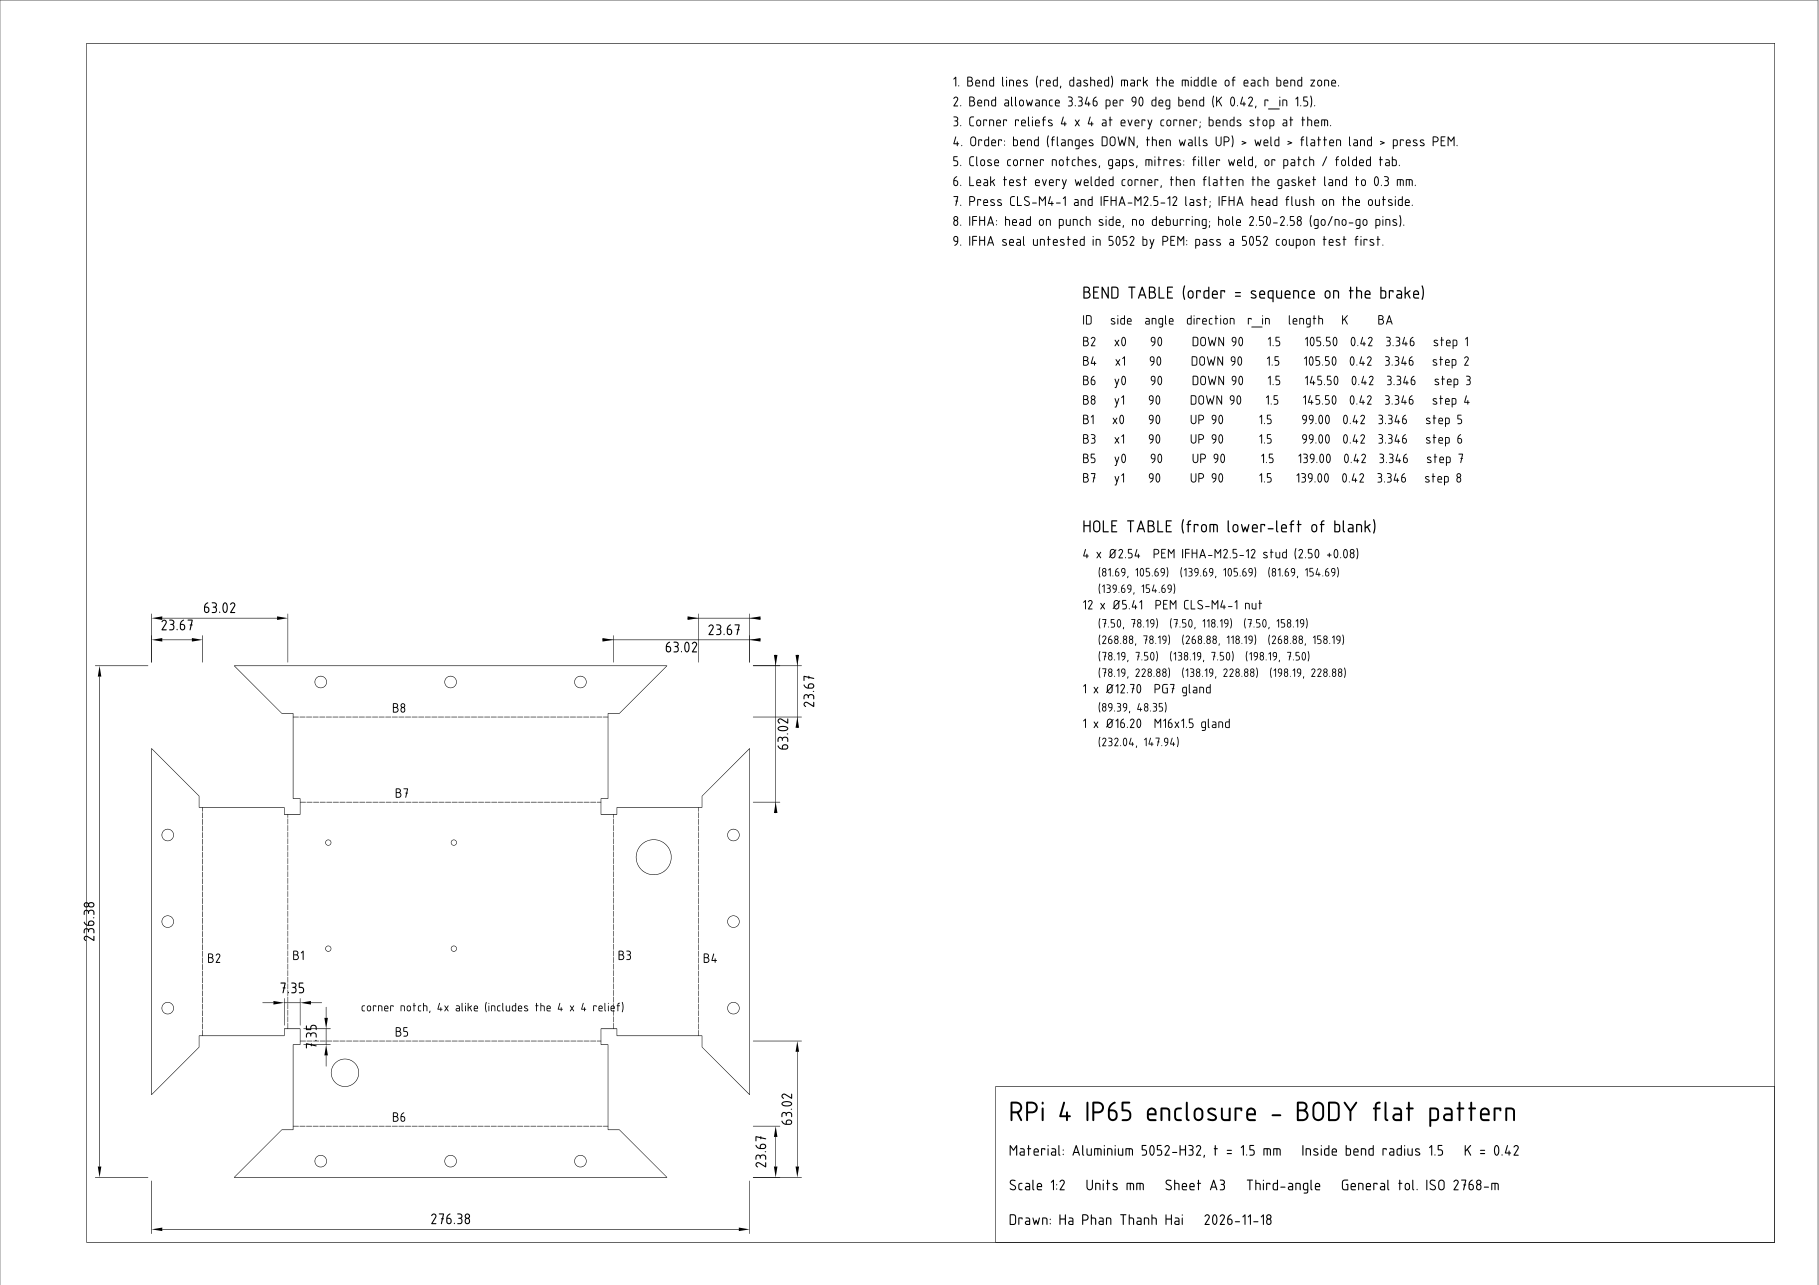 1. Bend lines (red, dashed) mark the middle of each bend zone.
2. Bend allowance 3.346 per 90 deg bend (K 0.42, r_in 1.5).
3. Corner reliefs 4 x 4 at every corner; bends stop at them.
4. Order: bend (flanges DOWN, then walls UP) > weld > flatten land > press PEM.
5. Close corner notches, gaps, mitres: filler weld, or patch / folded tab.
6. Leak test every welded corner, then flatten the gasket land to 0.3 mm.
7. Press CLS-M4-1 and IFHA-M2.5-12 last; IFHA head flush on the outside.
8. IFHA: head on punch side, no deburring; hole 2.50-2.58 (go/no-go pins).
9. IFHA seal untested in 5052 by PEM: pass a 5052 coupon test first.
BEND TABLE (order = sequence on the brake)
ID side angle direction r_in length K BA
B2 x0 90 DOWN 90 1.5 105.50 0.42 3.346 step 1
B4 x1 90 DOWN 90 1.5 105.50 0.42 3.346 step 2
B6 y0 90 DOWN 90 1.5 145.50 0.42 3.346 step 3
B8 y1 90 DOWN 90 1.5 145.50 0.42 3.346 step 4
B1 x0 90 UP 90 1.5 99.00 0.42 3.346 step 5
B3 x1 90 UP 90 1.5 99.00 0.42 3.346 step 6
B5 y0 90 UP 90 1.5 139.00 0.42 3.346 step 7
B7 y1 90 UP 90 1.5 139.00 0.42 3.346 step 8
HOLE TABLE (from lower-left of blank)
4 x Ø2.54 PEM IFHA-M2.5-12 stud (2.50 +0.08)
(81.69, 105.69) (139.69, 105.69) (81.69, 154.69)
(139.69, 154.69)
12 x Ø5.41 PEM CLS-M4-1 nut
(7.50, 78.19) (7.50, 118.19) (7.50, 158.19)
(268.88, 78.19) (268.88, 118.19) (268.88, 158.19)
(78.19, 7.50) (138.19, 7.50) (198.19, 7.50)
(78.19, 228.88) (138.19, 228.88) (198.19, 228.88)
1 x Ø12.70 PG7 gland
(89.39, 48.35)
1 x Ø16.20 M16x1.5 gland
(232.04, 147.94)
63.02
23.67
23.67
63.02
23.67
63.02
B8
B7
236.38
B2
B1
B3
B4
7.35
corner notch, 4x alike (includes the 4 x 4 relief)
7.35
B5
B6
63.02
23.67
276.38
RPi 4 IP65 enclosure - BODY flat pattern
Material: Aluminium 5052-H32, t = 1.5 mm Inside bend radius 1.5 K = 0.42
Scale 1:2 Units mm Sheet A3 Third-angle General tol. ISO 2768-m
Drawn: Ha Phan Thanh Hai 2026-11-18